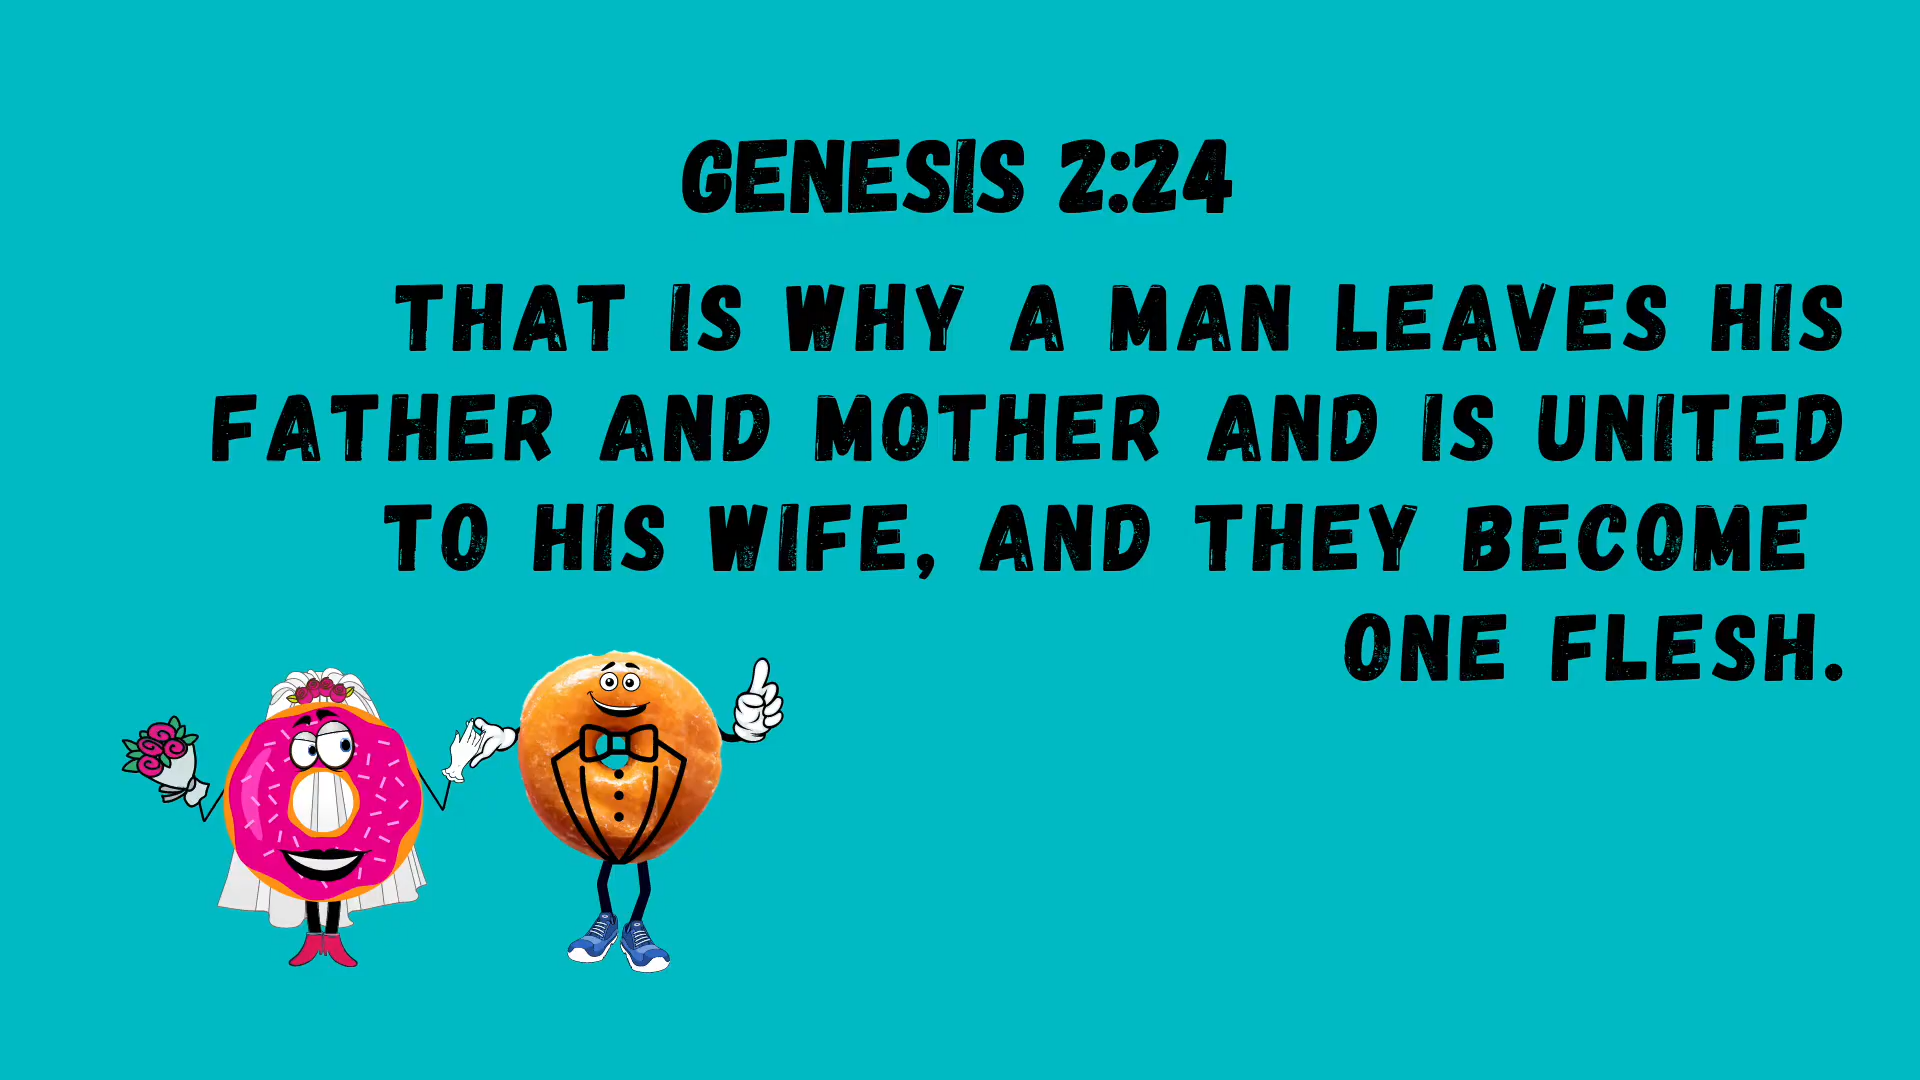 GENESIS 2:24
THAT IS WHY A MAN LEAVES HIS
FATHER AND MOTHER AND IS UNITED
TO HIS WIFE, AND THEY BECOME
ONE FLESH.